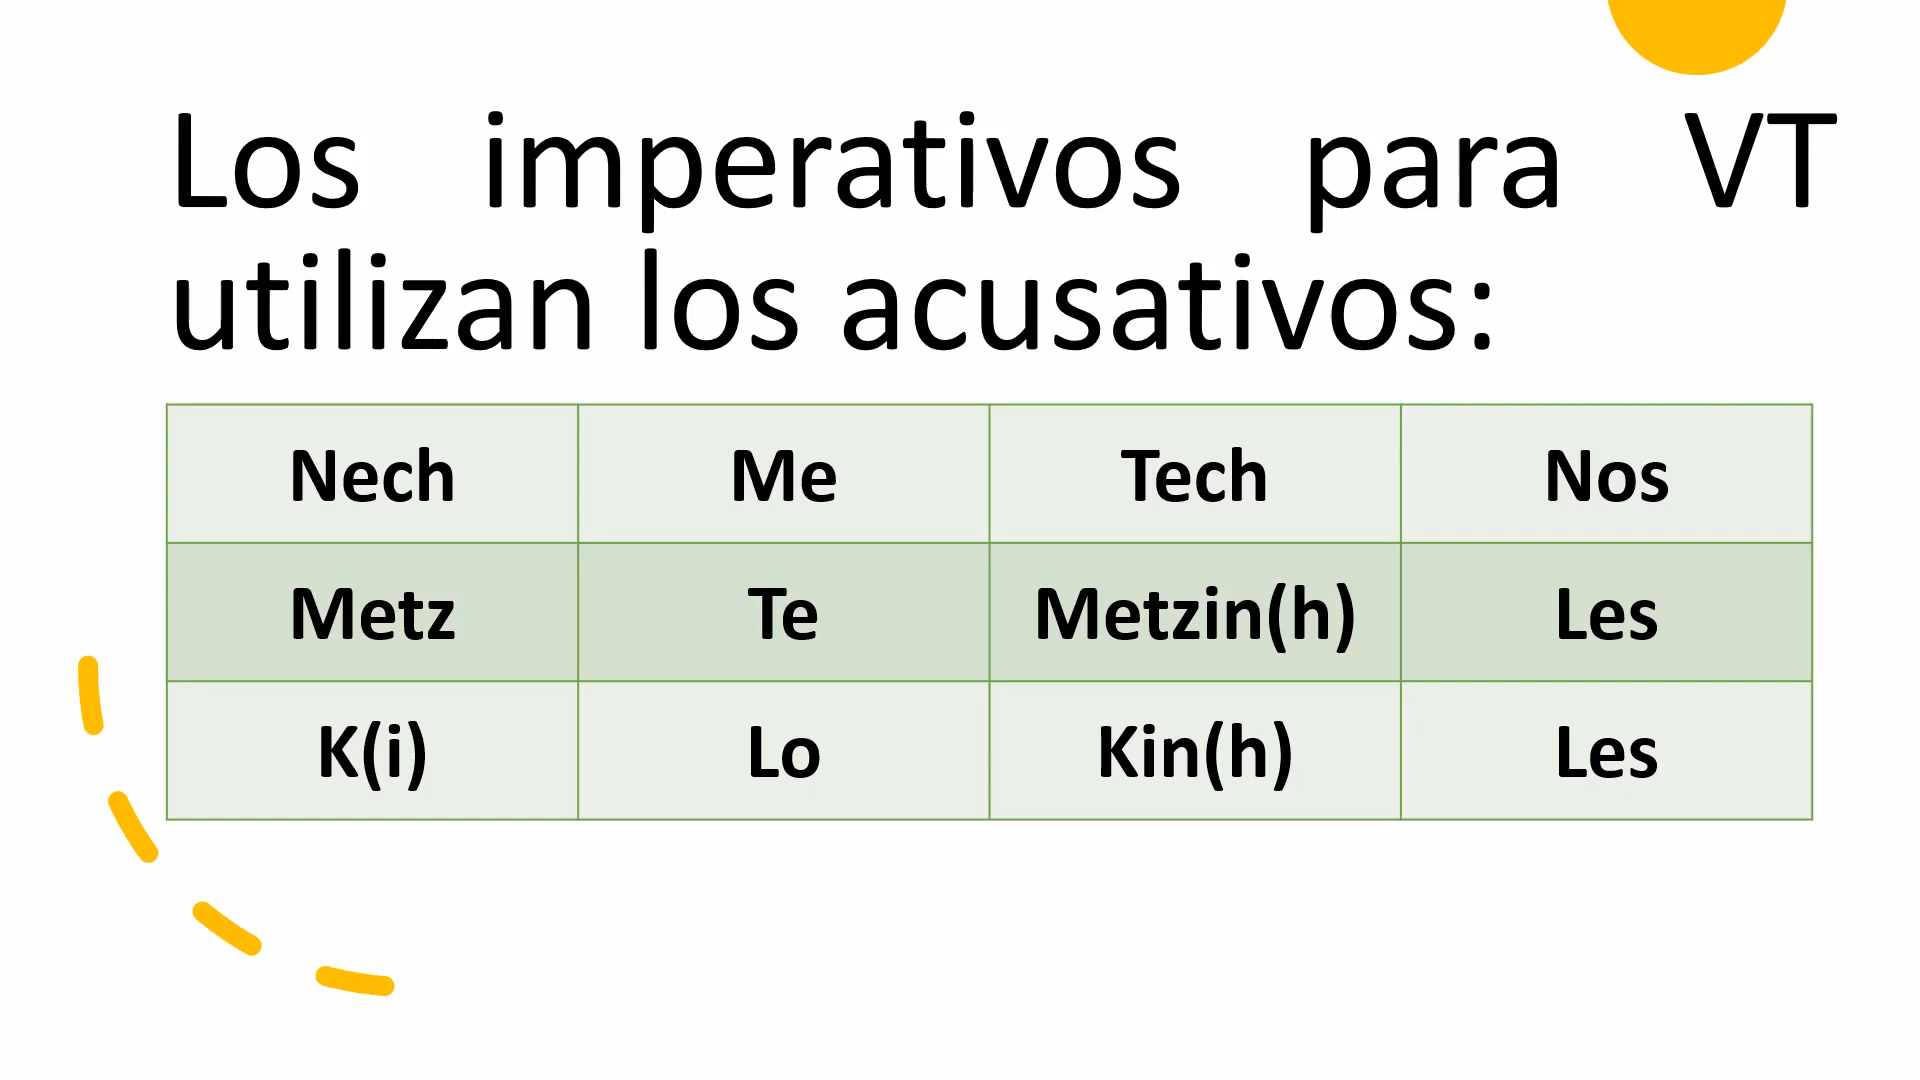 Los imperativos para VT
utilizan los acusativos:
Nech Me Tech Nos
Metz Te Metzin(h) Les
K(i) Lo Kin(h) Les